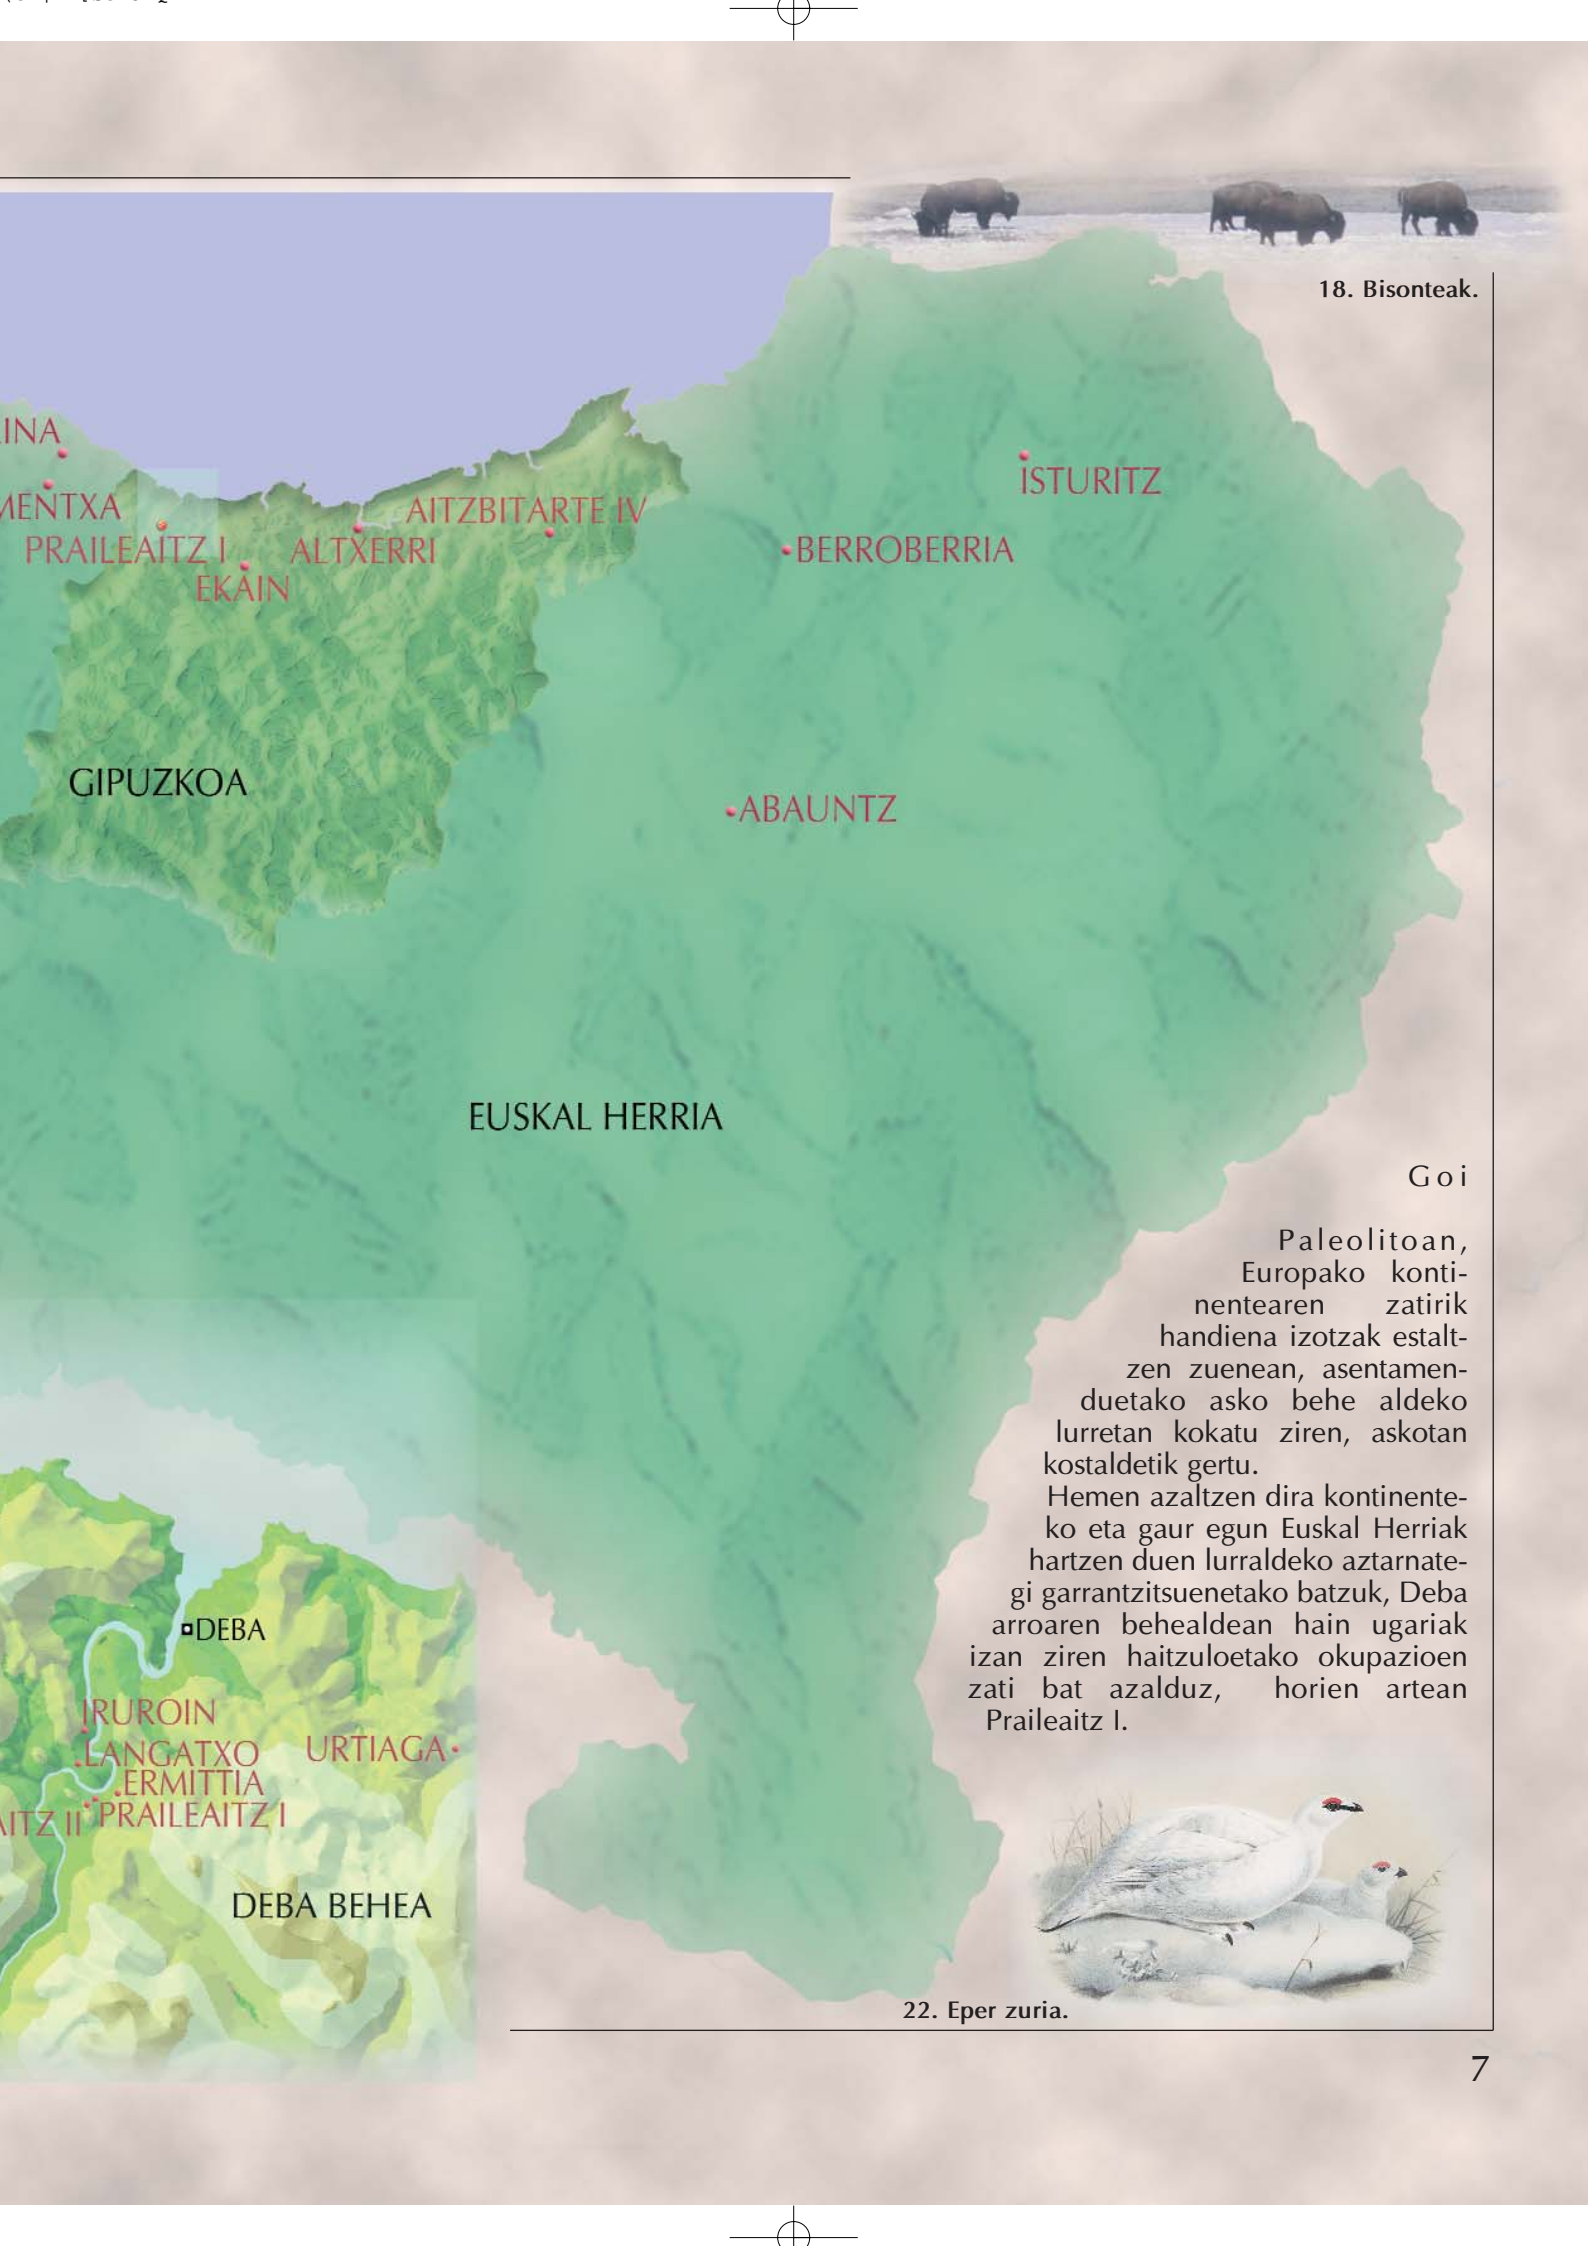 18. Bisonteak.
MENTXA
PRAILEAITZ I
EKAIN
ALTXERRI
AITZBITARTE IV
ISTURITZ
BERROBERRIA
GIPUZKOA
ABAUNTZ
EUSKAL HERRIA
Goi
Paleolitoan,
Europako konti-
nentearen zatirik
handiena izotzak estalt-
zen zuenean, asentamen-
duetako asko behe aldeko
lurretan kokatu ziren, askotan
kostaldetik gertu.
Hemen azaltzen dira kontinente-
ko eta gaur egun Euskal Herriak
hartzen duen lurraldeko aztarnate-
gi garrantzitsuenetako batzuk, Deba
arroaren behealdean hain ugariak
izan ziren haitzuloetako okupazioen
zati bat azalduz, horien artean
Praileaitz I.
DEBA
IRUROIN
LANGATXO
URTIAGA
ERMITTIA
AITZ II
PRAILEAITZ I
DEBA BEHEA
22. Eper zuria.
7